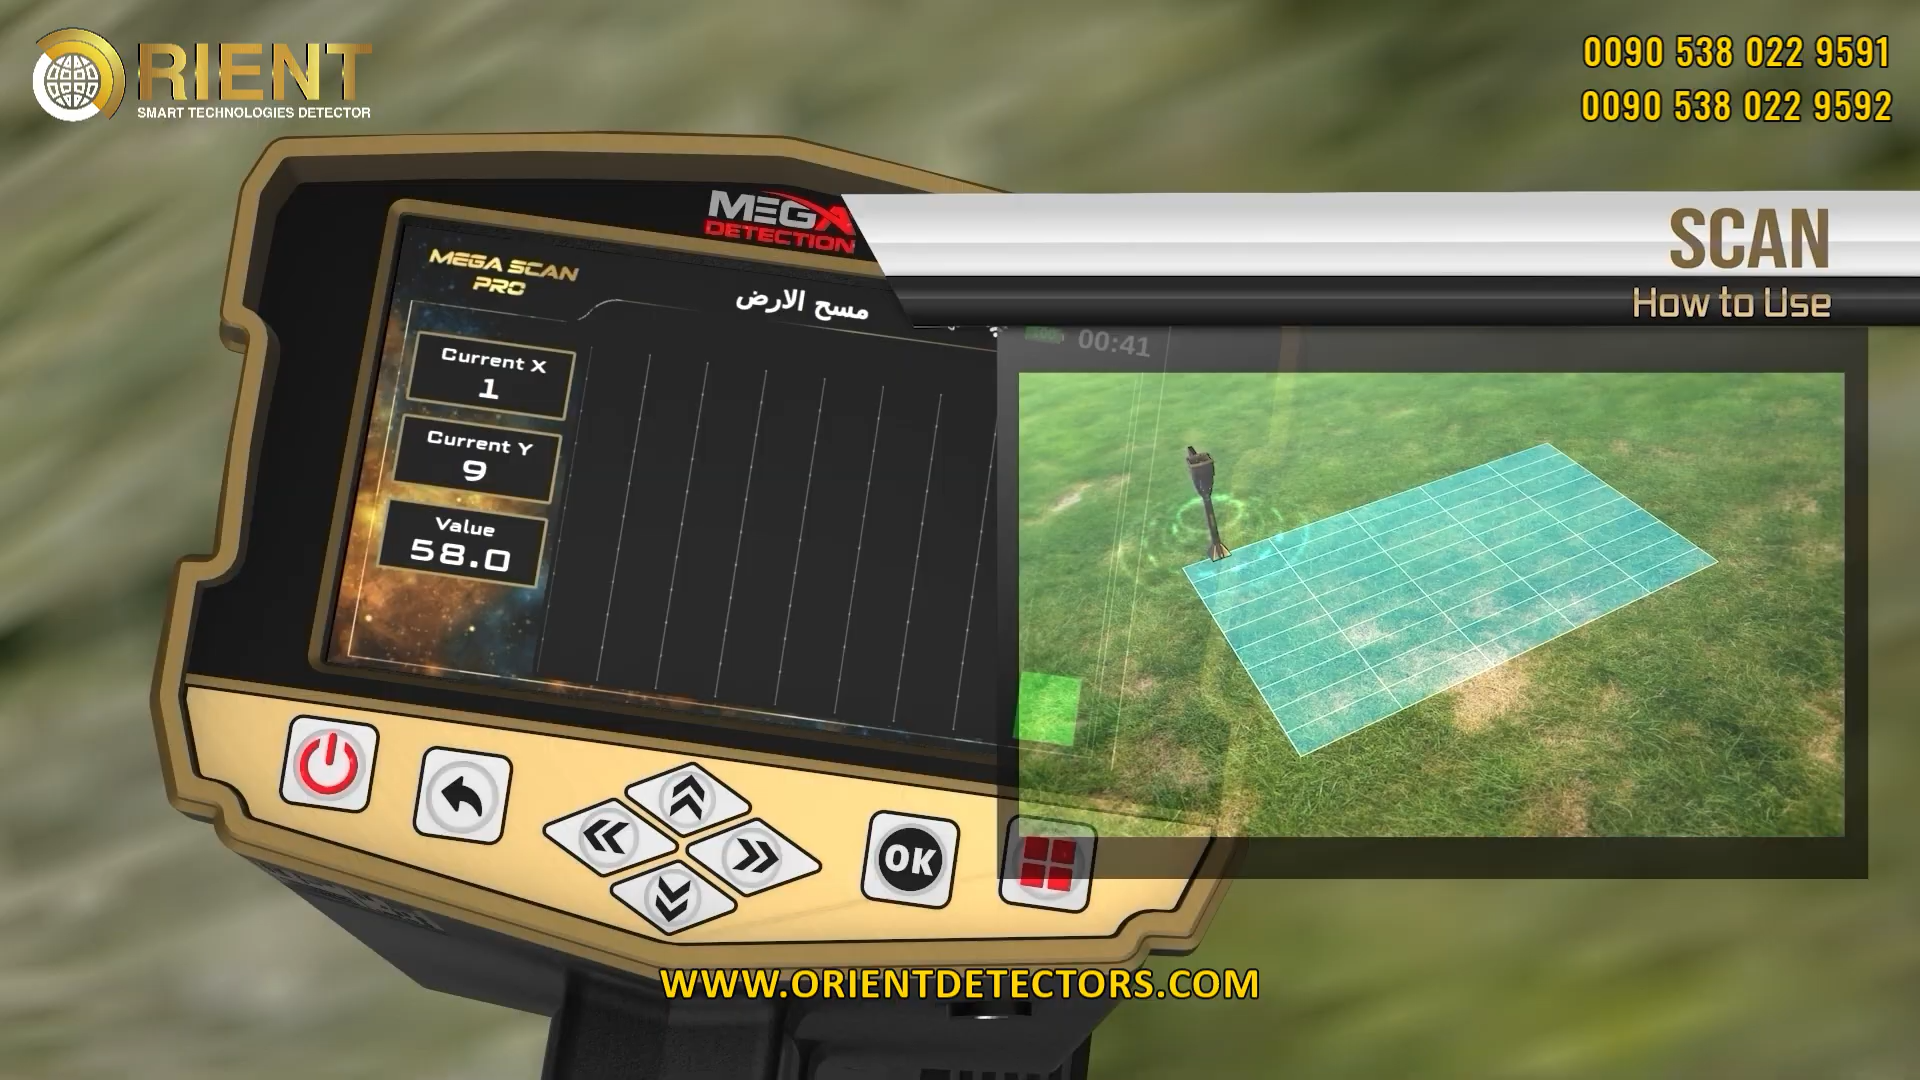 ORIENT
SMART TECHNOLOGIES DETECTOR
0090 538 022 9591
0090 538 022 9592
MEGA
DETECTION
SCAN
How to Use
MEGA SCAN
PRO
مسح الارض
00:41
Current X
1
Current Y
9
Value
58.0
OK
WWW.ORIENTDETECTORS.COM